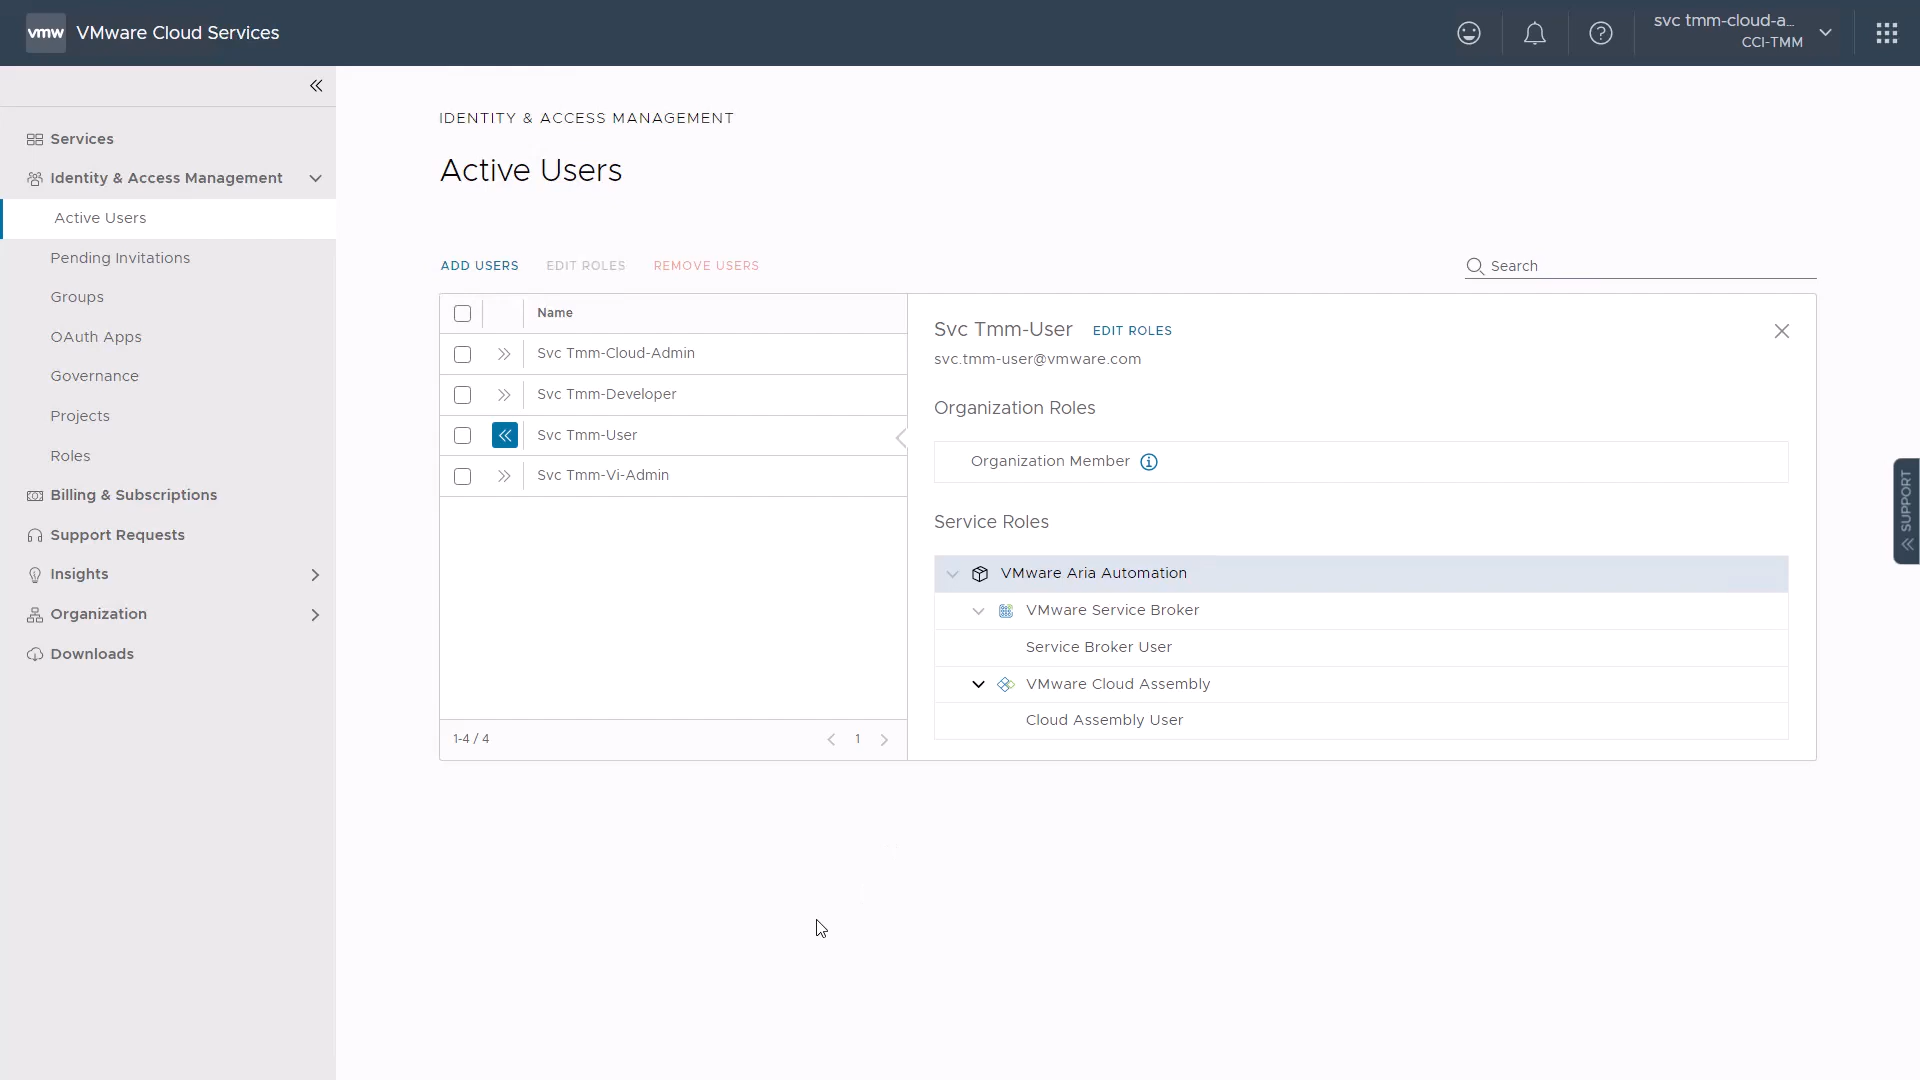 vmw VMware Cloud Services
svc tmm-cloud-a...
CCI-TMM
Services
Identity & Access Management
Active Users
Pending Invitations
Groups
OAuth Apps
Governance
Projects
Roles
Billing & Subscriptions
Support Requests
Insights
Organization
Downloads
IDENTITY & ACCESS MANAGEMENT
Active Users
ADD USERS EDIT ROLES REMOVE USERS
Search
Name
Svc Tmm-Cloud-Admin
Svc Tmm-Developer
Svc Tmm-User
Svc Tmm-Vi-Admin
1-4 / 4
1
Svc Tmm-User EDIT ROLES
svc.tmm-user@vmware.com
Organization Roles
Organization Member
Service Roles
VMware Aria Automation
VMware Service Broker
Service Broker User
VMware Cloud Assembly
Cloud Assembly User
SUPPORT